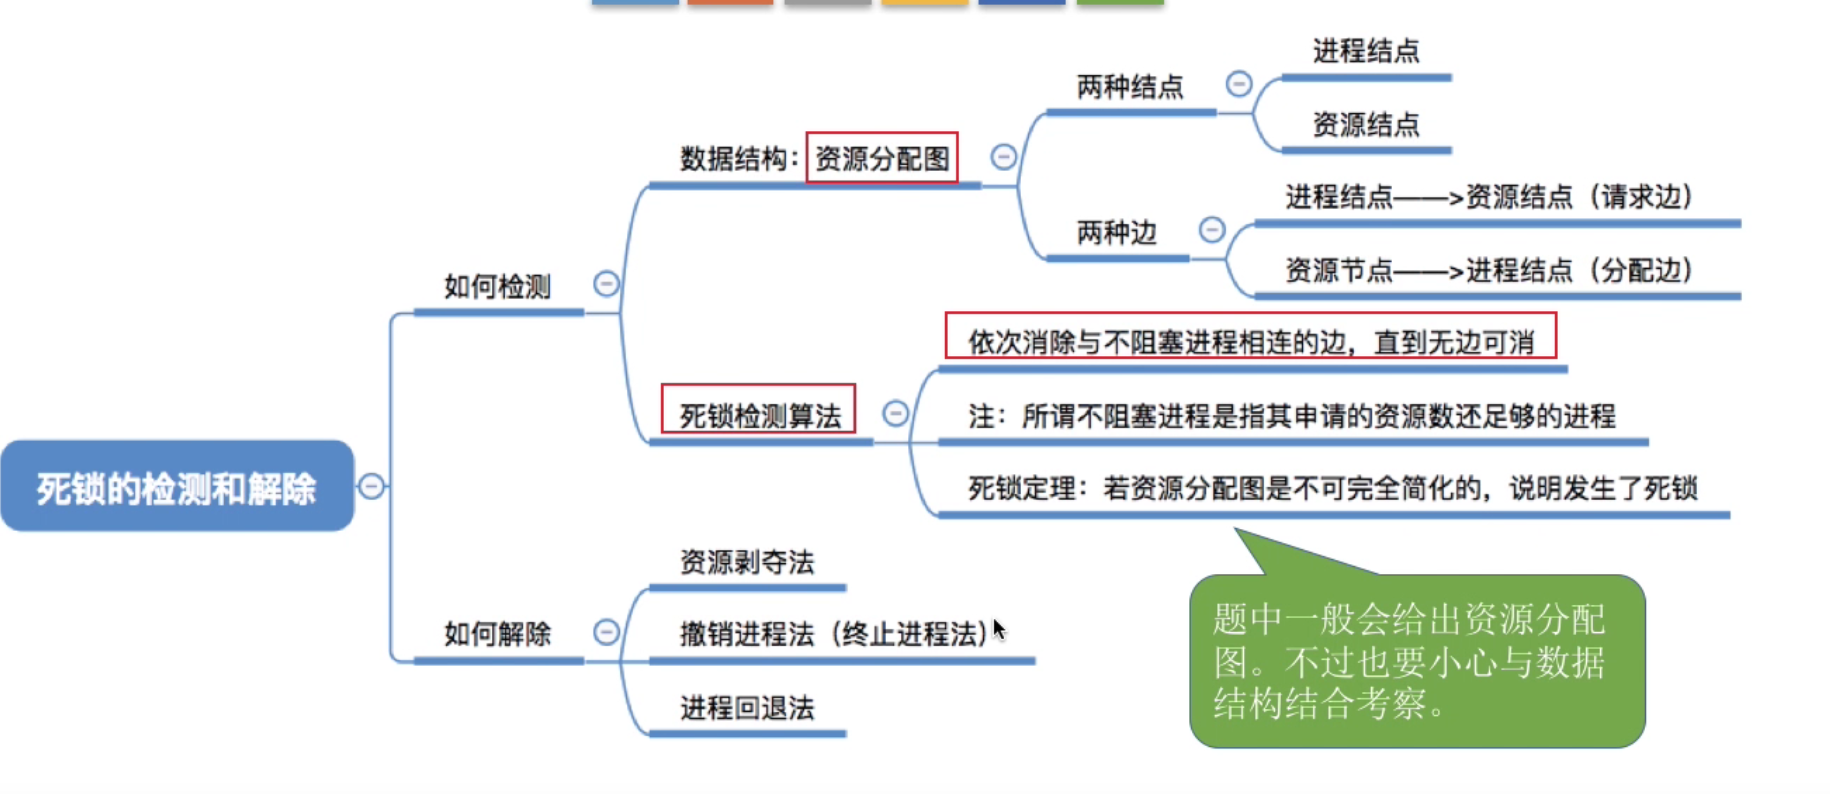 死锁的检测和解除
如何检测
数据结构：资源分配图
两种结点
进程结点
资源结点
两种边
进程结点——>资源结点（请求边）
资源节点——>进程结点（分配边）
死锁检测算法
依次消除与不阻塞进程相连的边，直到无边可消
注：所谓不阻塞进程是指其申请的资源数还足够的进程
死锁定理：若资源分配图是不可完全简化的，说明发生了死锁
如何解除
资源剥夺法
撤销进程法（终止进程法）
进程回退法
题中一般会给出资源分配
图。不过也要小心与数据
结构结合考察。